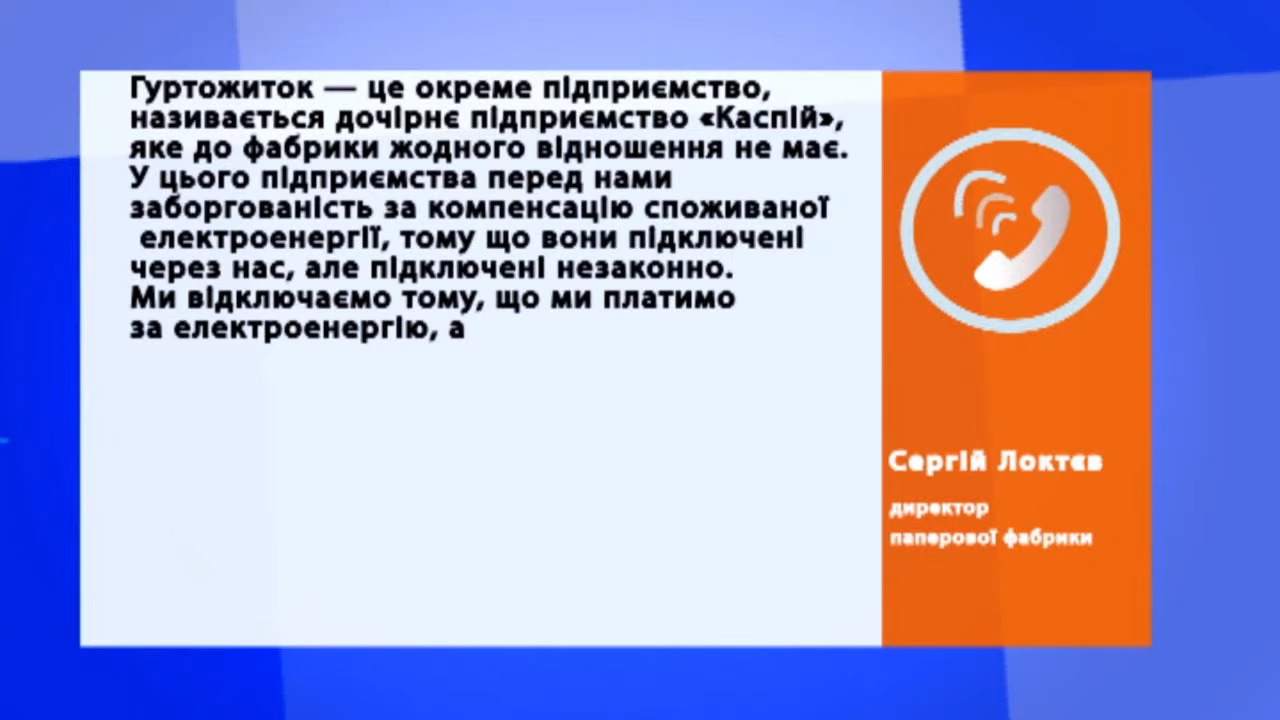 Гуртожиток — це окреме підприємство,
називається дочірнє підприємство «Каспій»,
яке до фабрики жодного відношення не має.
У цього підприємства перед нами
заборгованість за компенсацію споживаної
електроенергії, тому що вони підключені
через нас, але підключені незаконно.
Ми відключаємо тому, що ми платимо
за електроенергію, а
Сергій Локтєв
директор
паперової фабрики